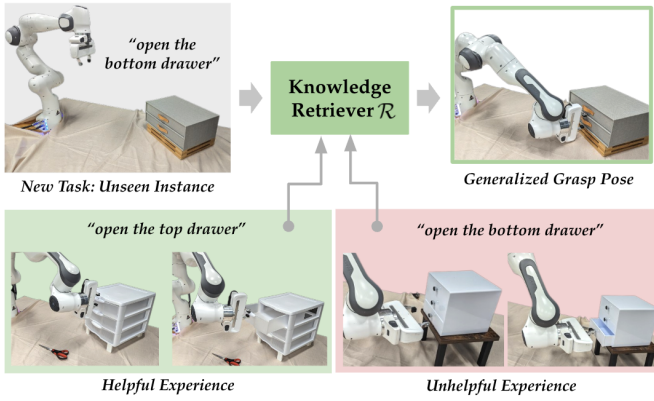 “open the
bottom drawer”
Knowledge
Retriever R
New Task: Unseen Instance
Generalized Grasp Pose
“open the top drawer”
“open the bottom drawer”
Helpful Experience
Unhelpful Experience